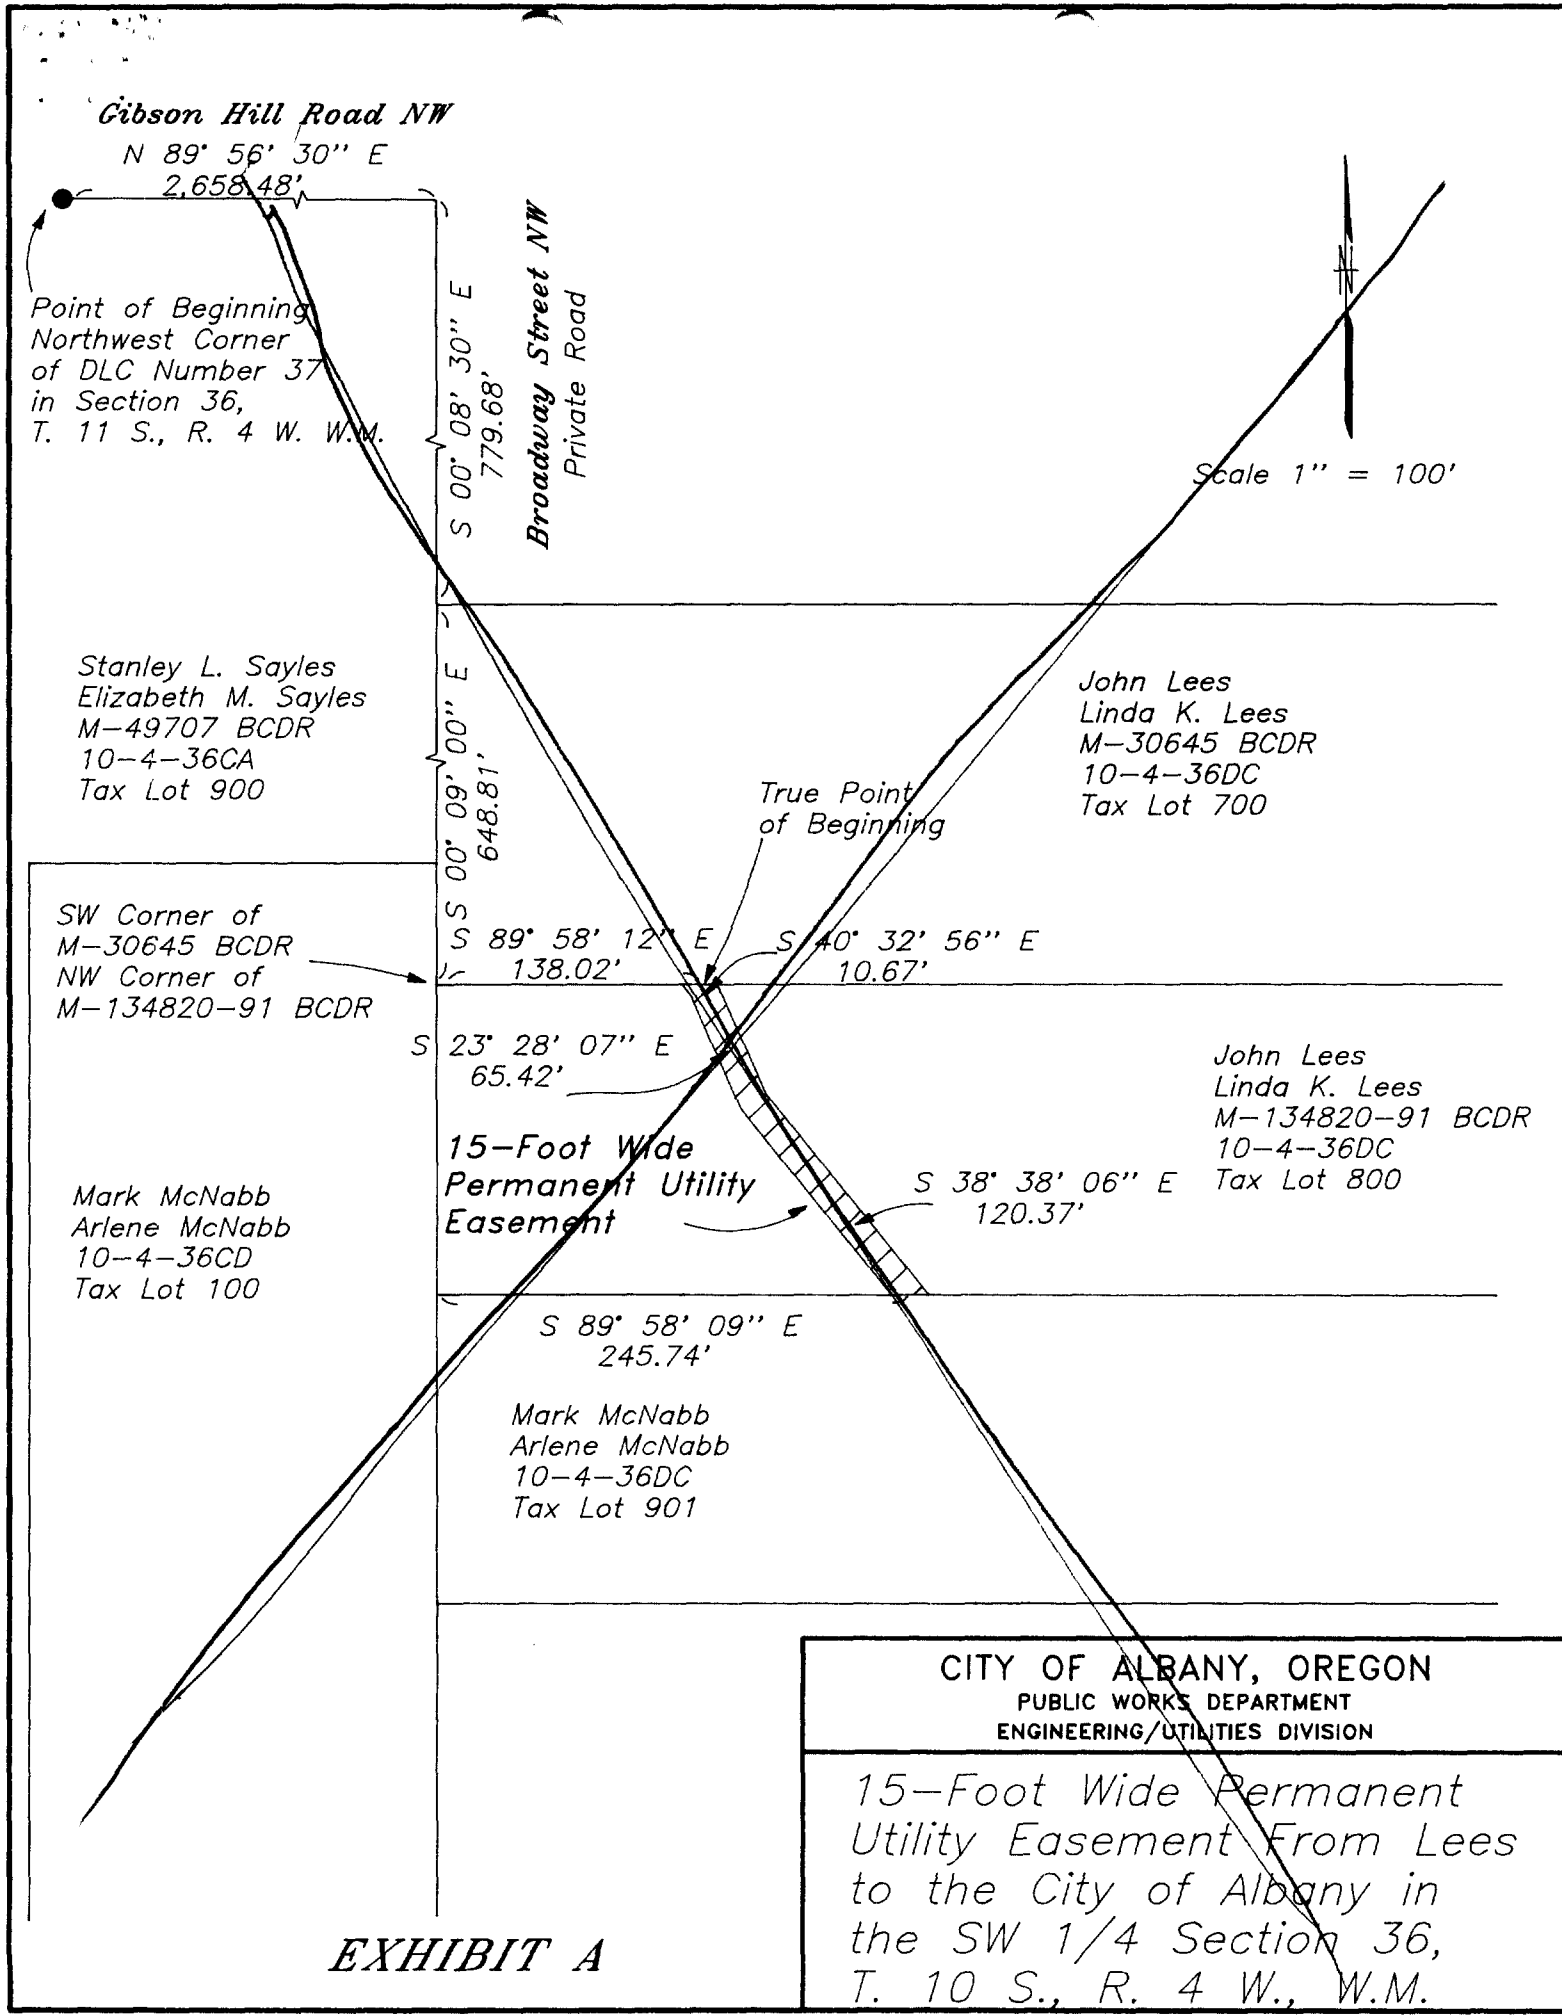 Gibson Hill Road NW
N 89° 56' 30" E
2,658.48'
Point of Beginning
Northwest Corner
of DLC Number 37
in Section 36,
T. 11 S., R. 4 W. W.M.
S 00° 08' 30" E
779.68'
Broadway Street NW
Private Road
N
Scale 1" = 100'
Stanley L. Sayles
Elizabeth M. Sayles
M-49707 BCDR
10-4-36CA
Tax Lot 900
S 00° 09' 00" E
648.81'
John Lees
Linda K. Lees
M-30645 BCDR
10-4-36DC
Tax Lot 700
True Point
of Beginning
SW Corner of
M-30645 BCDR
NW Corner of
M-134820-91 BCDR
S 89° 58' 12" E
138.02'
S 40° 32' 56" E
10.67'
S 23° 28' 07" E
65.42'
John Lees
Linda K. Lees
M-134820-91 BCDR
10-4-36DC
Tax Lot 800
15-Foot Wide
Permanent Utility
Easement
S 38° 38' 06" E
120.37'
Mark McNabb
Arlene McNabb
10-4-36CD
Tax Lot 100
S 89° 58' 09" E
245.74'
Mark McNabb
Arlene McNabb
10-4-36DC
Tax Lot 901
CITY OF ALBANY, OREGON
PUBLIC WORKS DEPARTMENT
ENGINEERING/UTILITIES DIVISION
15-Foot Wide Permanent
Utility Easement From Lees
to the City of Albany in
the SW 1/4 Section 36,
T. 10 S., R. 4 W., W.M.
EXHIBIT A